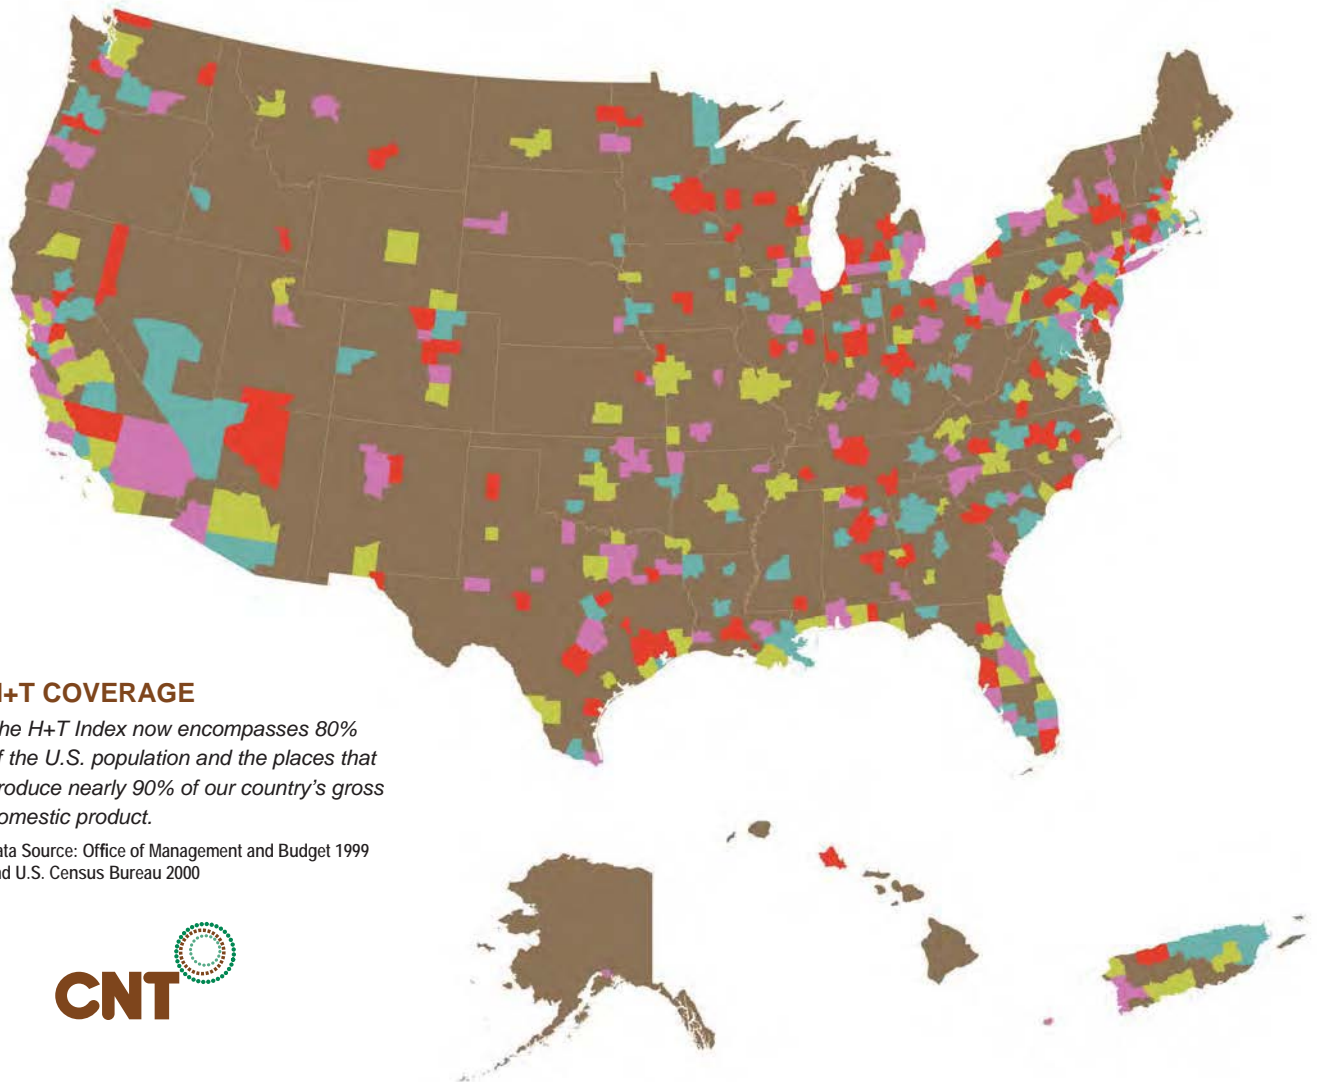 I+T COVERAGE
he H+T Index now encompasses 80%
f the U.S. population and the places that
roduce nearly 90% of our country's gross
omestic product.
ata Source: Office of Management and Budget 1999
nd U.S. Census Bureau 2000
CNT